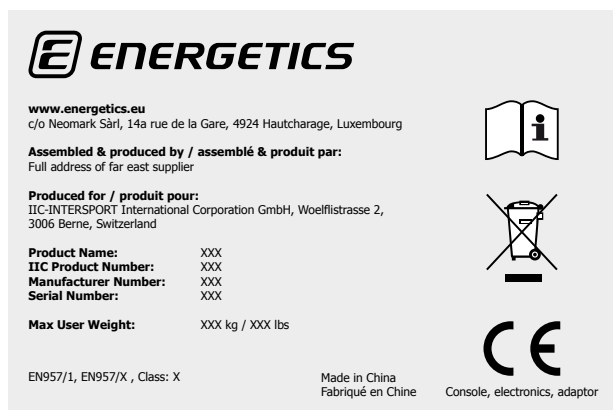 ENERGETICS
www.energetics.eu
c/o Neomark Sàrl, 14a rue de la Gare, 4924 Hautcharage, Luxembourg
Assembled & produced by / assemblé & produit par:
Full address of far east supplier
Produced for / produit pour:
IIC-INTERSPORT International Corporation GmbH, Woelflistrasse 2,
3006 Berne, Switzerland
Product Name: XXX
IIC Product Number: XXX
Manufacturer Number: XXX
Serial Number: XXX
Max User Weight: XXX kg / XXX lbs
EN957/1, EN957/X , Class: X
Made in China
Fabriqué en Chine
CE
Console, electronics, adaptor